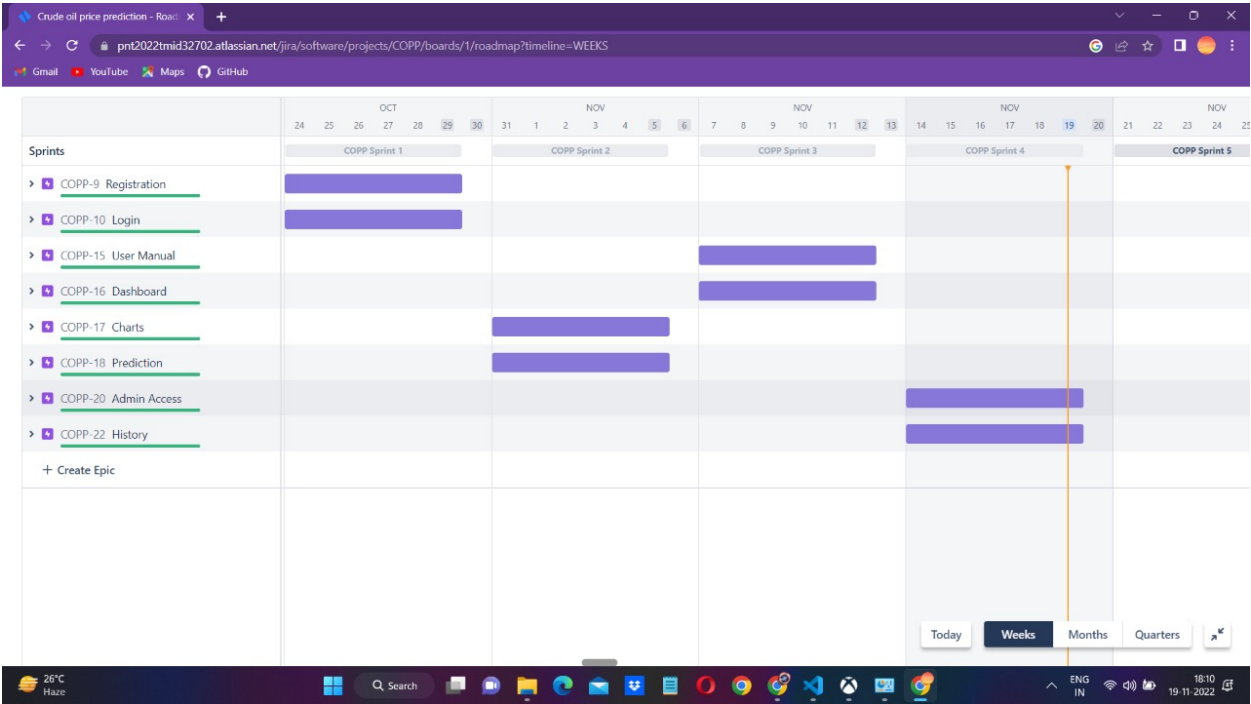 Crude oil price prediction - Road
pnt2022tmid32702.atlassian.net/jira/software/projects/COPP/boards/1/roadmap?timeline=WEEKS
Gmail YouTube Maps GitHub
OCT NOV NOV NOV NOV
24 25 26 27 28 29 30 31 1 2 3 4 5 6 7 8 9 10 11 12 13 14 15 16 17 18 19 20 21 22 23 24 25
Sprints COPP Sprint 1 COPP Sprint 2 COPP Sprint 3 COPP Sprint 4 COPP Sprint 5
COPP-9 Registration
COPP-10 Login
COPP-15 User Manual
COPP-16 Dashboard
COPP-17 Charts
COPP-18 Prediction
COPP-20 Admin Access
COPP-22 History
+ Create Epic
Today Weeks Months Quarters
26°C
Haze
Search
ENG
IN
18:10
19-11-2022